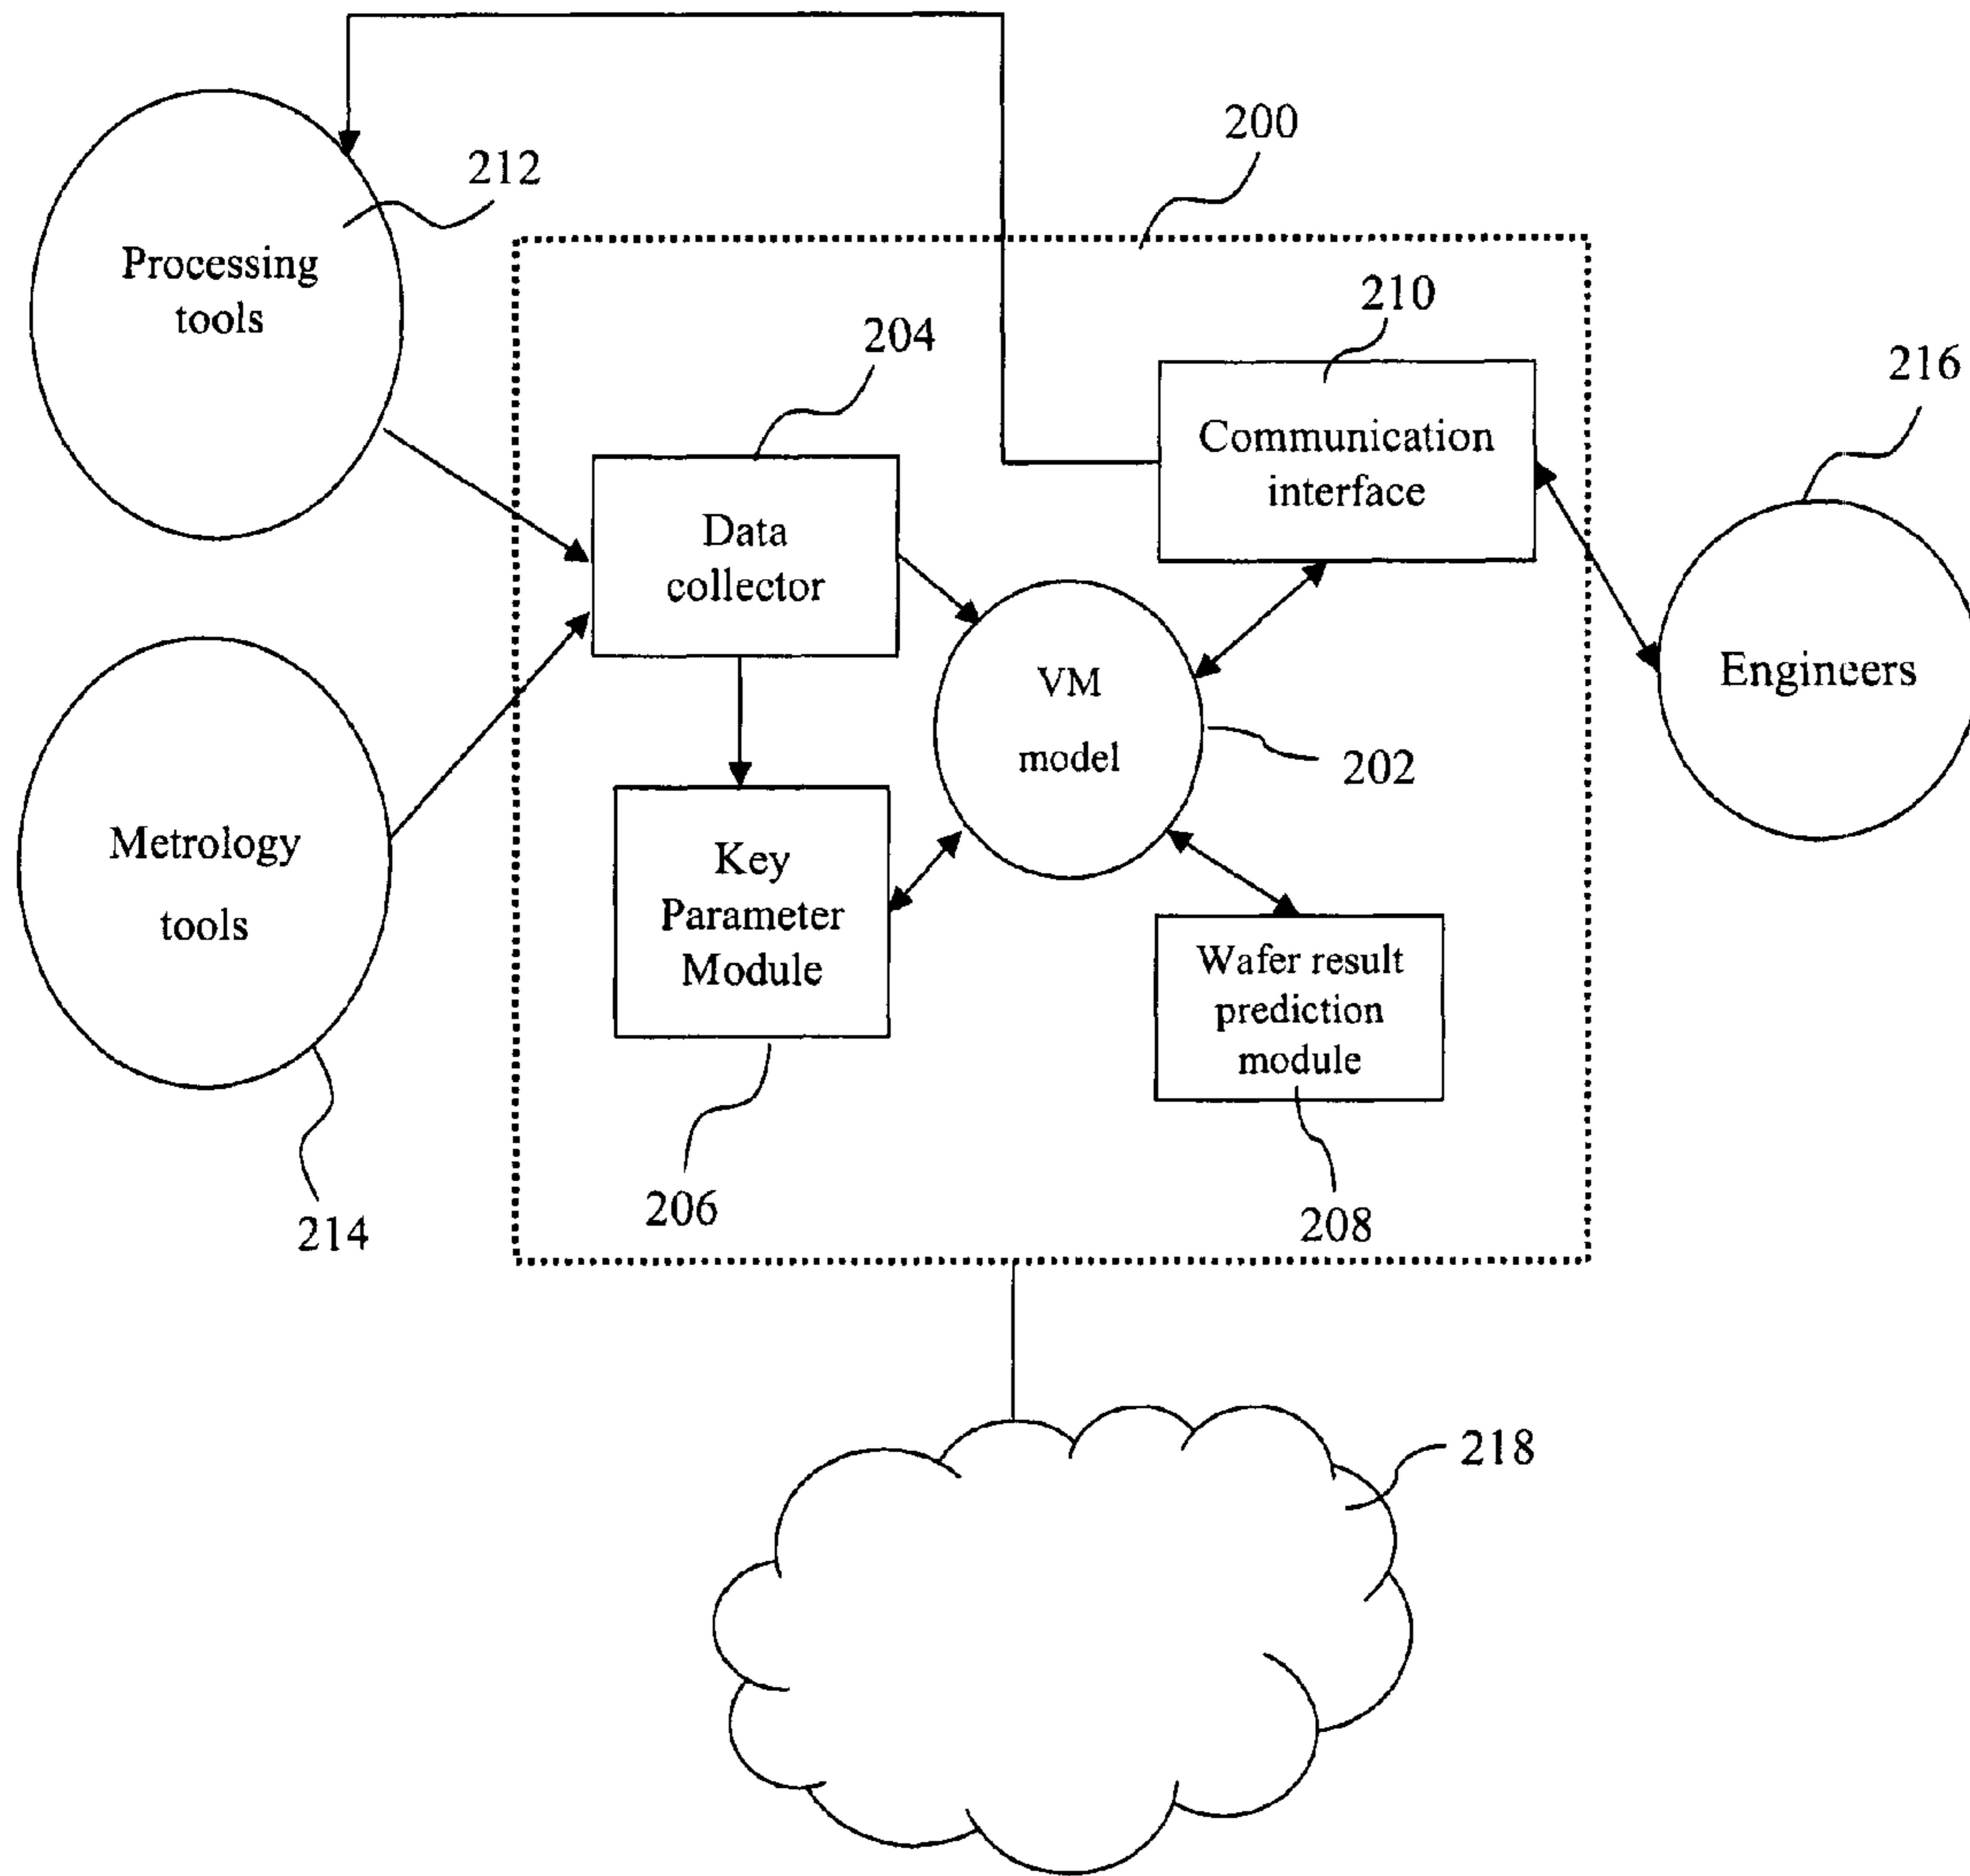 200
212
Processing
tools
210
204
216
Communication
interface
Data
collector
Engineers
VM
model
202
Metrology
tools
Key
Parameter
Module
Wafer result
prediction
module
206
208
214
218